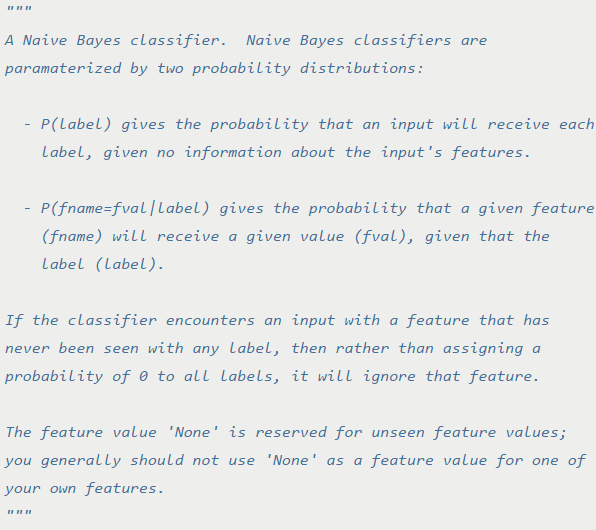 """
A Naive Bayes classifier.  Naive Bayes classifiers are
paramaterized by two probability distributions:

  - P(label) gives the probability that an input will receive each
    label, given no information about the input's features.

  - P(fname=fval|label) gives the probability that a given feature
    (fname) will receive a given value (fval), given that the
    label (label).

If the classifier encounters an input with a feature that has
never been seen with any label, then rather than assigning a
probability of 0 to all labels, it will ignore that feature.

The feature value 'None' is reserved for unseen feature values;
you generally should not use 'None' as a feature value for one of
your own features.
"""